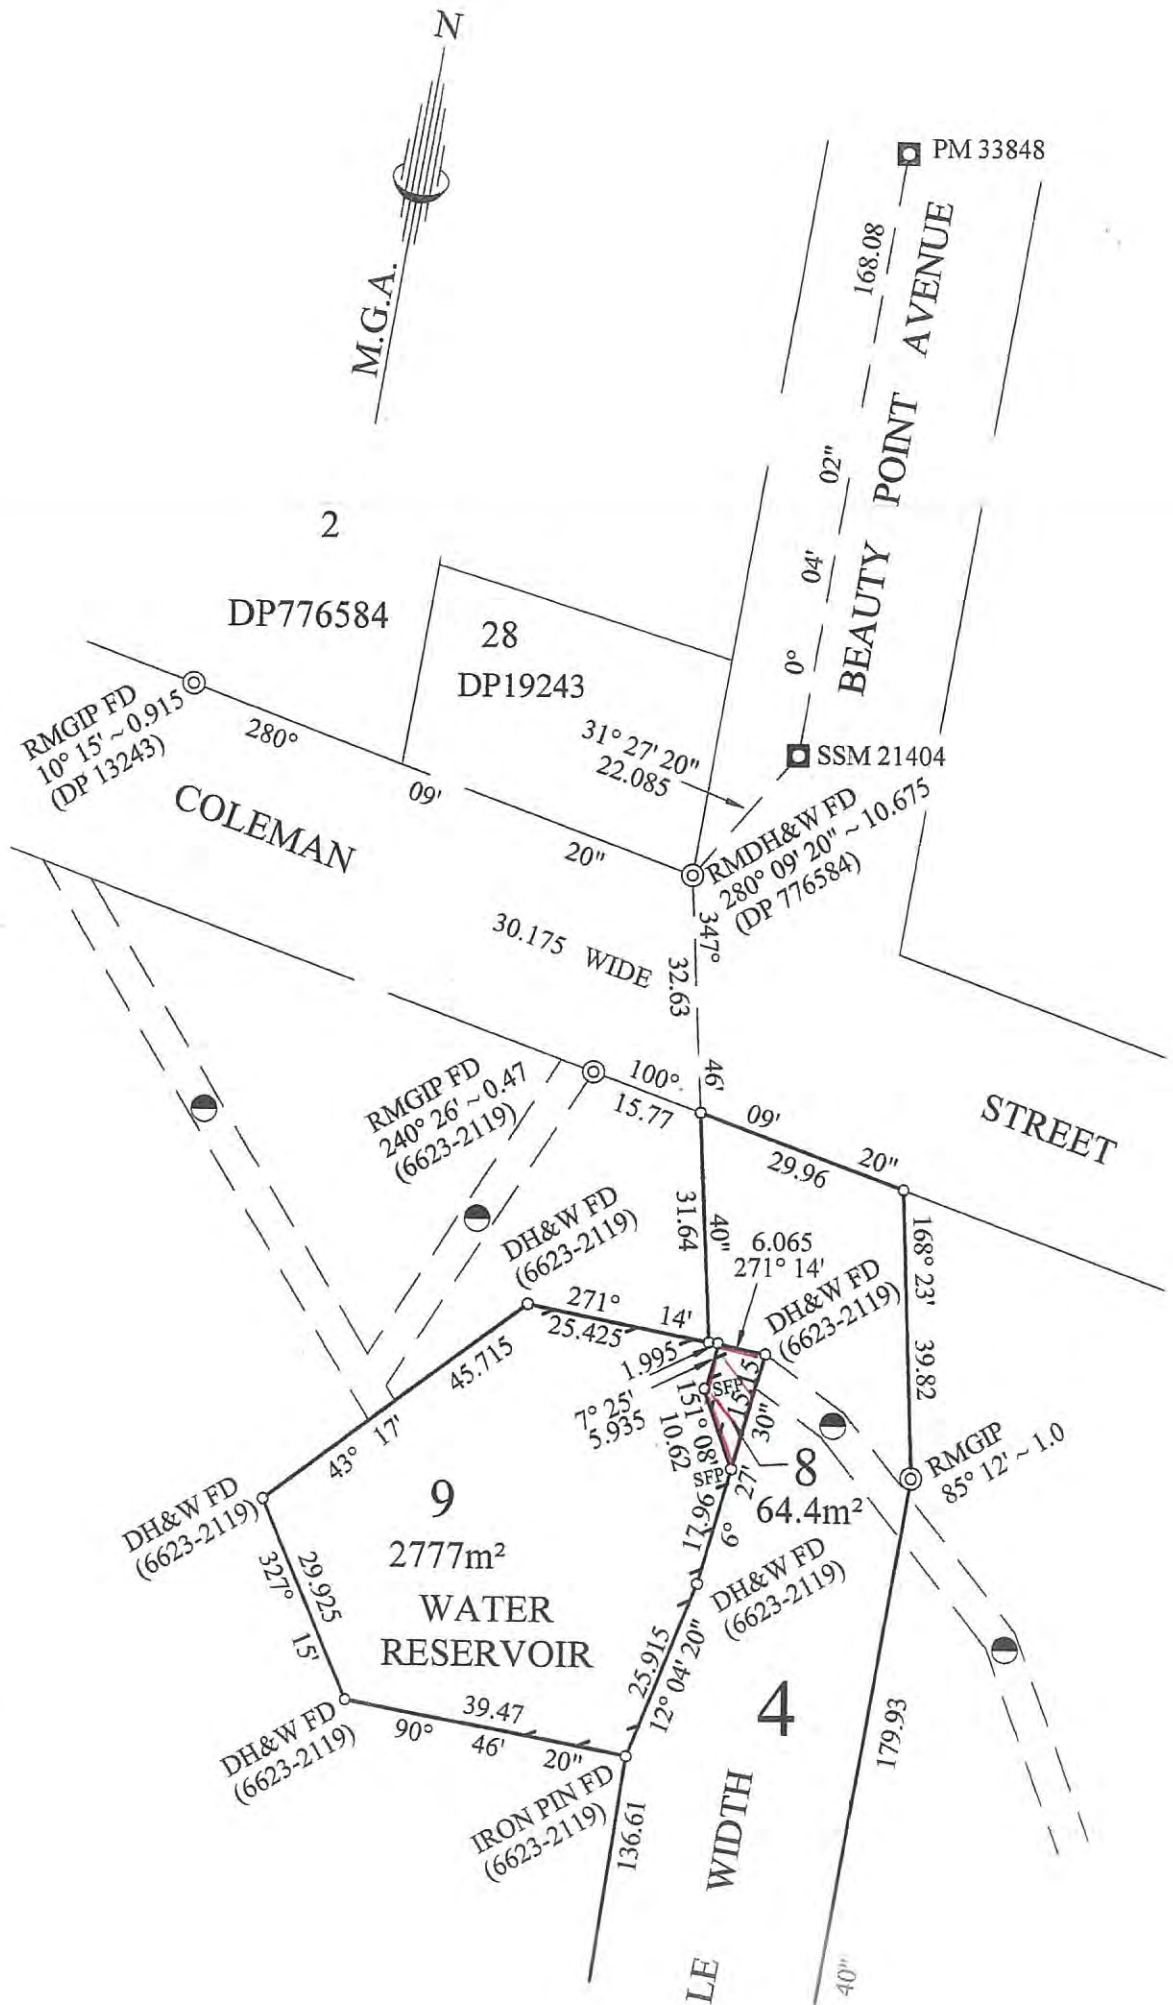 N
M.G.A.
PM 33848
168.08
0° 04' 02"
BEAUTY POINT AVENUE
2
DP776584
28
DP19243
31° 27' 20"
22.085
SSM 21404
RMGIP FD
10° 15' ~ 0.915
(DP 13243)
280° 09' 20"
RMDH&W FD
280° 09' 20" ~ 10.675
(DP 776584)
COLEMAN STREET
30.175 WIDE
347° 46' 40"
32.63
RMGIP FD
240° 26' ~ 0.47
(6623-2119)
100° 09' 20"
15.77
29.96
31.64
DH&W FD
(6623-2119)
6.065
271° 14'
DH&W FD
(6623-2119)
168° 23'
39.82
271° 14'
25.425
1.995
45.715
43° 17'
7° 25'
5.935
SFP
151° 08'
10.62
15.15
SFP
6° 27' 30"
8
64.4m²
RMGIP
85° 12' ~ 1.0
9
2777m²
WATER
RESERVOIR
17.96
DH&W FD
(6623-2119)
DH&W FD
(6623-2119)
29.925
327° 15'
25.915
12° 04' 20"
DH&W FD
(6623-2119)
39.47
90° 46' 20"
IRON PIN FD
(6623-2119)
136.61
4
179.93
LE WIDTH
40"